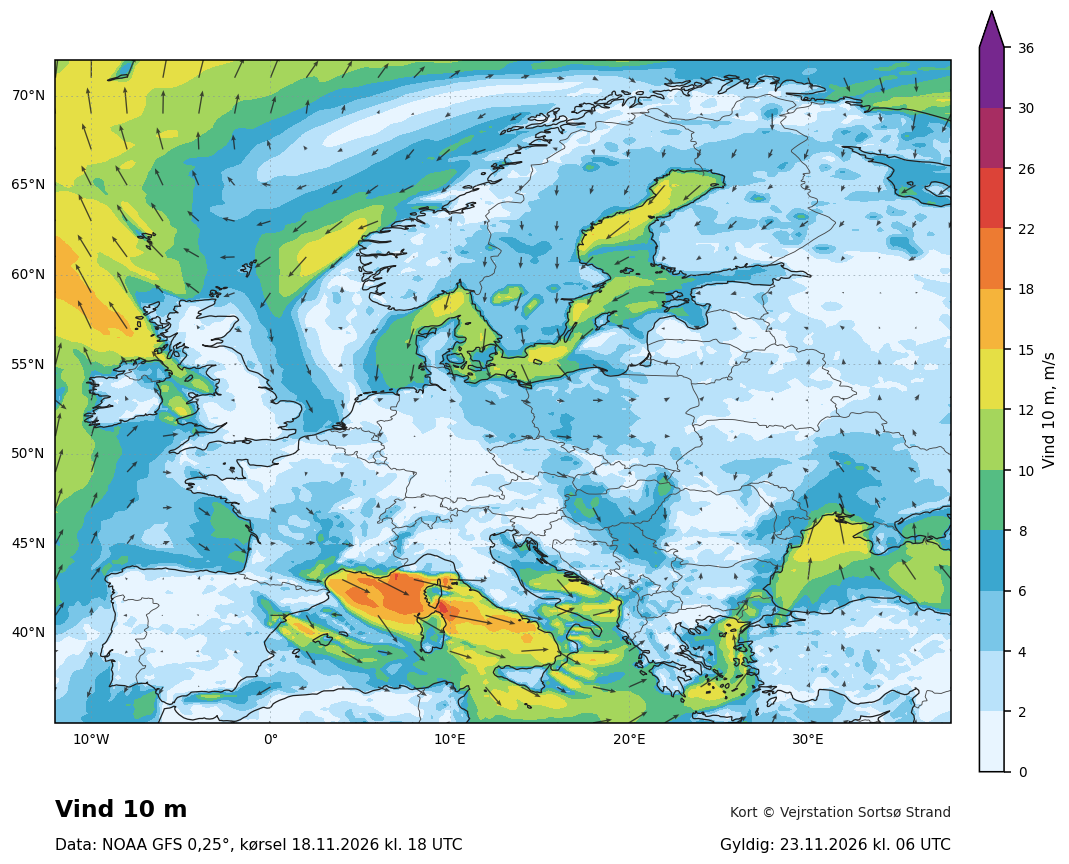 70°N
65°N
60°N
55°N
50°N
45°N
40°N
10°W 0° 10°E 20°E 30°E
36
30
26
22
18
15
12
10
8
6
4
2
0
Vind 10 m, m/s
Vind 10 m
Kort © Vejrstation Sortsø Strand
Data: NOAA GFS 0,25°, kørsel 18.11.2026 kl. 18 UTC
Gyldig: 23.11.2026 kl. 06 UTC